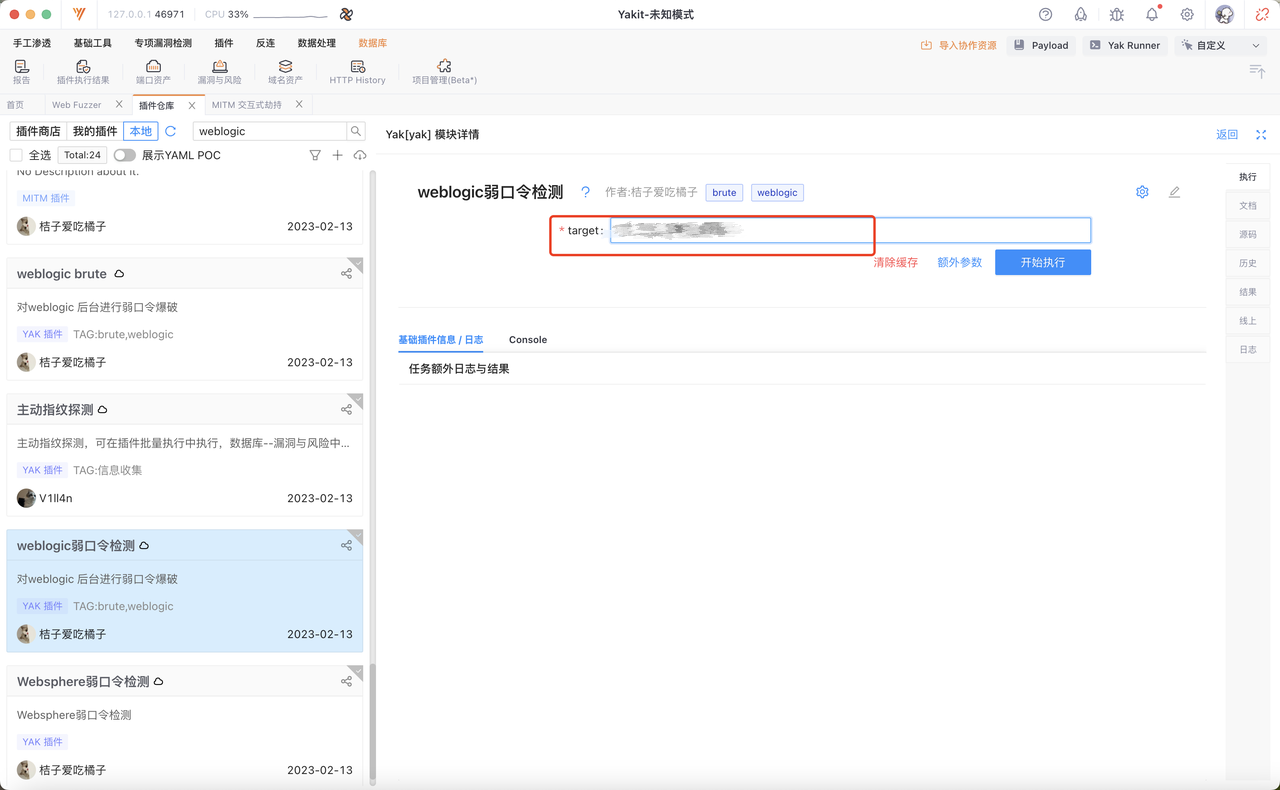 127.0.0.1 46971 CPU 33% Yakit-未知模式
手工渗透 基础工具 专项漏洞检测 插件 反连 数据处理 数据库 导入协作资源 Payload Yak Runner 自定义
报告 插件执行结果 端口资产 漏洞与风险 域名资产 HTTP History 项目管理(Beta*)
首页 Web Fuzzer 插件仓库 MITM 交互式劫持
插件商店 我的插件 本地 weblogic
全选 Total:24 展示YAML POC
No Description about it.
MITM 插件
桔子爱吃橘子 2023-02-13
weblogic brute
对weblogic 后台进行弱口令爆破
YAK 插件 TAG:brute,weblogic
桔子爱吃橘子 2023-02-13
主动指纹探测
主动指纹探测，可在插件批量执行中执行，数据库--漏洞与风险中...
YAK 插件 TAG:信息收集
V1ll4n 2023-02-13
weblogic弱口令检测
对weblogic 后台进行弱口令爆破
YAK 插件 TAG:brute,weblogic
桔子爱吃橘子 2023-02-13
Websphere弱口令检测
Websphere弱口令检测
YAK 插件
桔子爱吃橘子 2023-02-13
Yak[yak] 模块详情 返回
weblogic弱口令检测 ? 作者:桔子爱吃橘子 brute weblogic
* target :
清除缓存 额外参数 开始执行
基础插件信息 / 日志 Console
任务额外日志与结果
执行
文档
源码
历史
结果
线上
日志